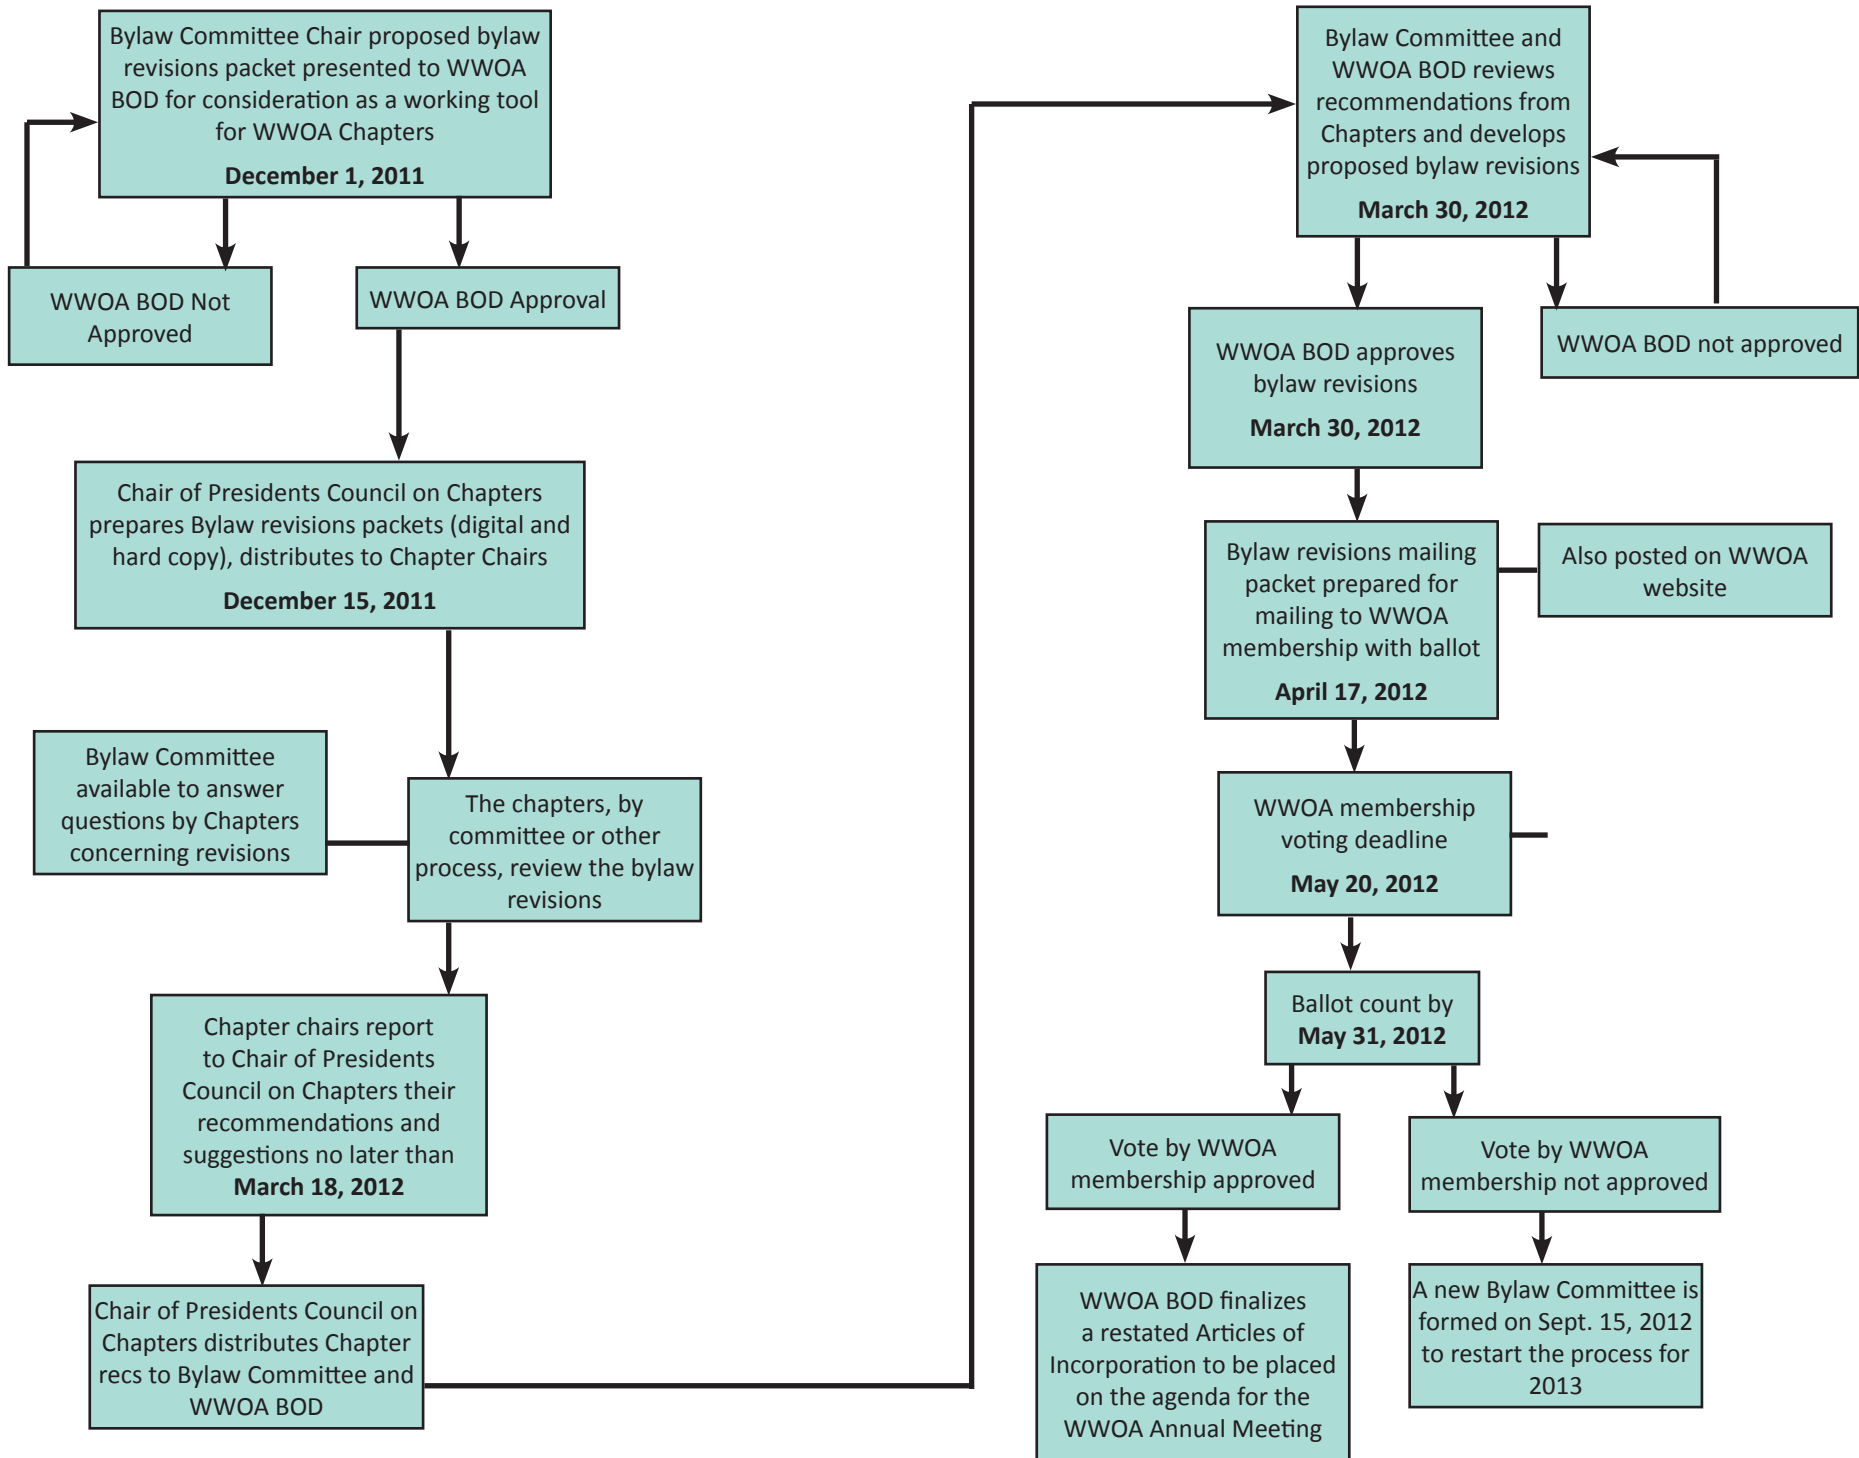 Bylaw Committee Chair proposed bylaw
revisions packet presented to WWOA
BOD for consideration as a working tool
for WWOA Chapters
December 1, 2011
WWOA BOD Not
Approved
WWOA BOD Approval
Chair of Presidents Council on Chapters
prepares Bylaw revisions packets (digital and
hard copy), distributes to Chapter Chairs
December 15, 2011
Bylaw Committee
available to answer
questions by Chapters
concerning revisions
The chapters, by
committee or other
process, review the bylaw
revisions
Chapter chairs report
to Chair of Presidents
Council on Chapters their
recommendations and
suggestions no later than
March 18, 2012
Chair of Presidents Council on
Chapters distributes Chapter
recs to Bylaw Committee and
WWOA BOD
Bylaw Committee and
WWOA BOD reviews
recommendations from
Chapters and develops
proposed bylaw revisions
March 30, 2012
WWOA BOD approves
bylaw revisions
March 30, 2012
WWOA BOD not approved
Bylaw revisions mailing
packet prepared for
mailing to WWOA
membership with ballot
April 17, 2012
Also posted on WWOA
website
WWOA membership
voting deadline
May 20, 2012
Ballot count by
May 31, 2012
Vote by WWOA
membership approved
Vote by WWOA
membership not approved
WWOA BOD finalizes
a restated Articles of
Incorporation to be placed
on the agenda for the
WWOA Annual Meeting
A new Bylaw Committee is
formed on Sept. 15, 2012
to restart the process for
2013